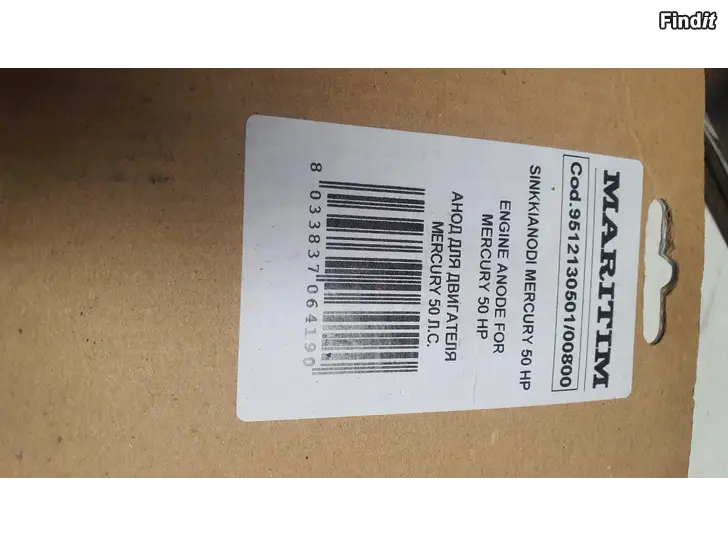 Findit
MARITIM
Cod.9512130501/00800
SINKKIANODI MERCURY 50 HP
ENGINE ANODE FOR
MERCURY 50 HP
АНОД ДЛЯ ДВИГАТЕЛЯ
MERCURY 50 Л.С.
8 033837 064190